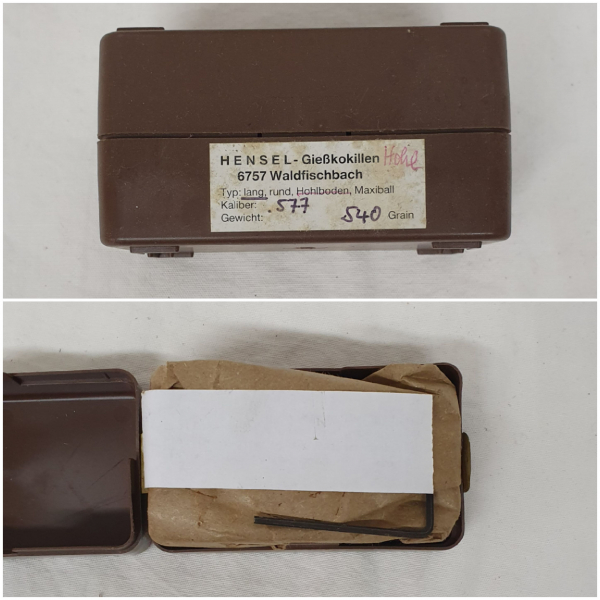 HENSEL-Gießkokillen Hohl
6757 Waldfischbach
Typ: lang, rund, Hohlboden, Maxiball
Kaliber: .577
Gewicht: 540 Grain